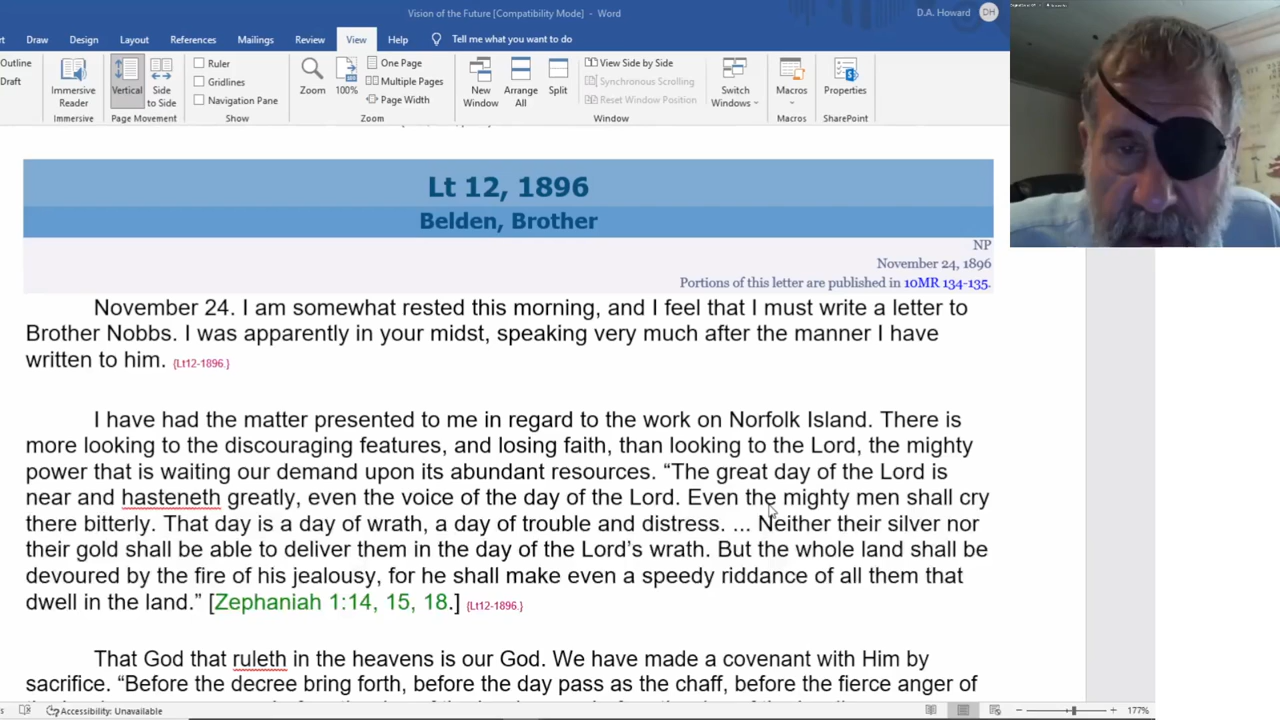 Vision of the Future [Compatibility Mode] - Word
D.A. Howard
DH
Draw Design Layout References Mailings Review View Help Tell me what you want to do
Outline
Draft
Immersive Reader
Immersive
Vertical
Side to Side
Page Movement
Ruler
Gridlines
Navigation Pane
Show
Zoom
100%
One Page
Multiple Pages
Page Width
Zoom
New Window
Arrange All
Split
View Side by Side
Synchronous Scrolling
Reset Window Position
Window
Switch Windows
Macros
Macros
Properties
SharePoint
Lt 12, 1896
Belden, Brother
NP
November 24, 1896
Portions of this letter are published in 10MR 134-135.
November 24. I am somewhat rested this morning, and I feel that I must write a letter to
Brother Nobbs. I was apparently in your midst, speaking very much after the manner I have
written to him. {Lt12-1896.}
I have had the matter presented to me in regard to the work on Norfolk Island. There is
more looking to the discouraging features, and losing faith, than looking to the Lord, the mighty
power that is waiting our demand upon its abundant resources. “The great day of the Lord is
near and hasteneth greatly, even the voice of the day of the Lord. Even the mighty men shall cry
there bitterly. That day is a day of wrath, a day of trouble and distress. ... Neither their silver nor
their gold shall be able to deliver them in the day of the Lord’s wrath. But the whole land shall be
devoured by the fire of his jealousy, for he shall make even a speedy riddance of all them that
dwell in the land.” [Zephaniah 1:14, 15, 18.] {Lt12-1896.}
That God that ruleth in the heavens is our God. We have made a covenant with Him by
sacrifice. “Before the decree bring forth, before the day pass as the chaff, before the fierce anger of
Accessibility: Unavailable
177%